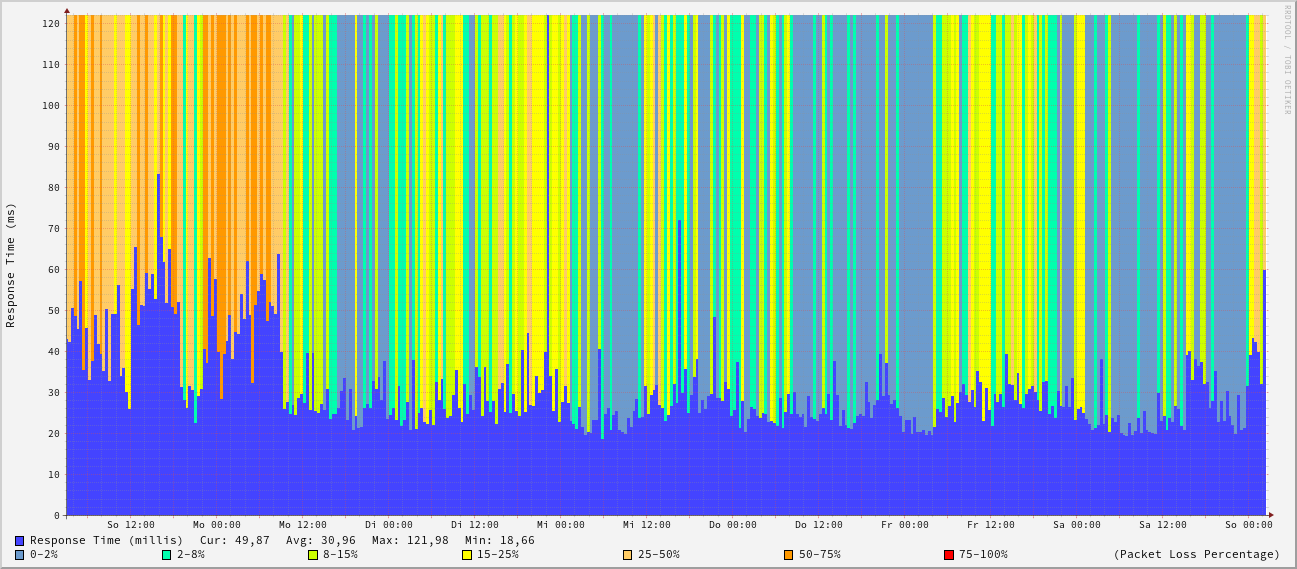 RRDTOOL / TOBI OETIKER
Response Time (ms)
120
110
100
90
80
70
60
50
40
30
20
10
0
So 12:00 Mo 00:00 Mo 12:00 Di 00:00 Di 12:00 Mi 00:00 Mi 12:00 Do 00:00 Do 12:00 Fr 00:00 Fr 12:00 Sa 00:00 Sa 12:00 So 00:00
Response Time (millis) Cur: 49,87 Avg: 30,96 Max: 121,98 Min: 18,66
0-2% 2-8% 8-15% 15-25% 25-50% 50-75% 75-100% (Packet Loss Percentage)